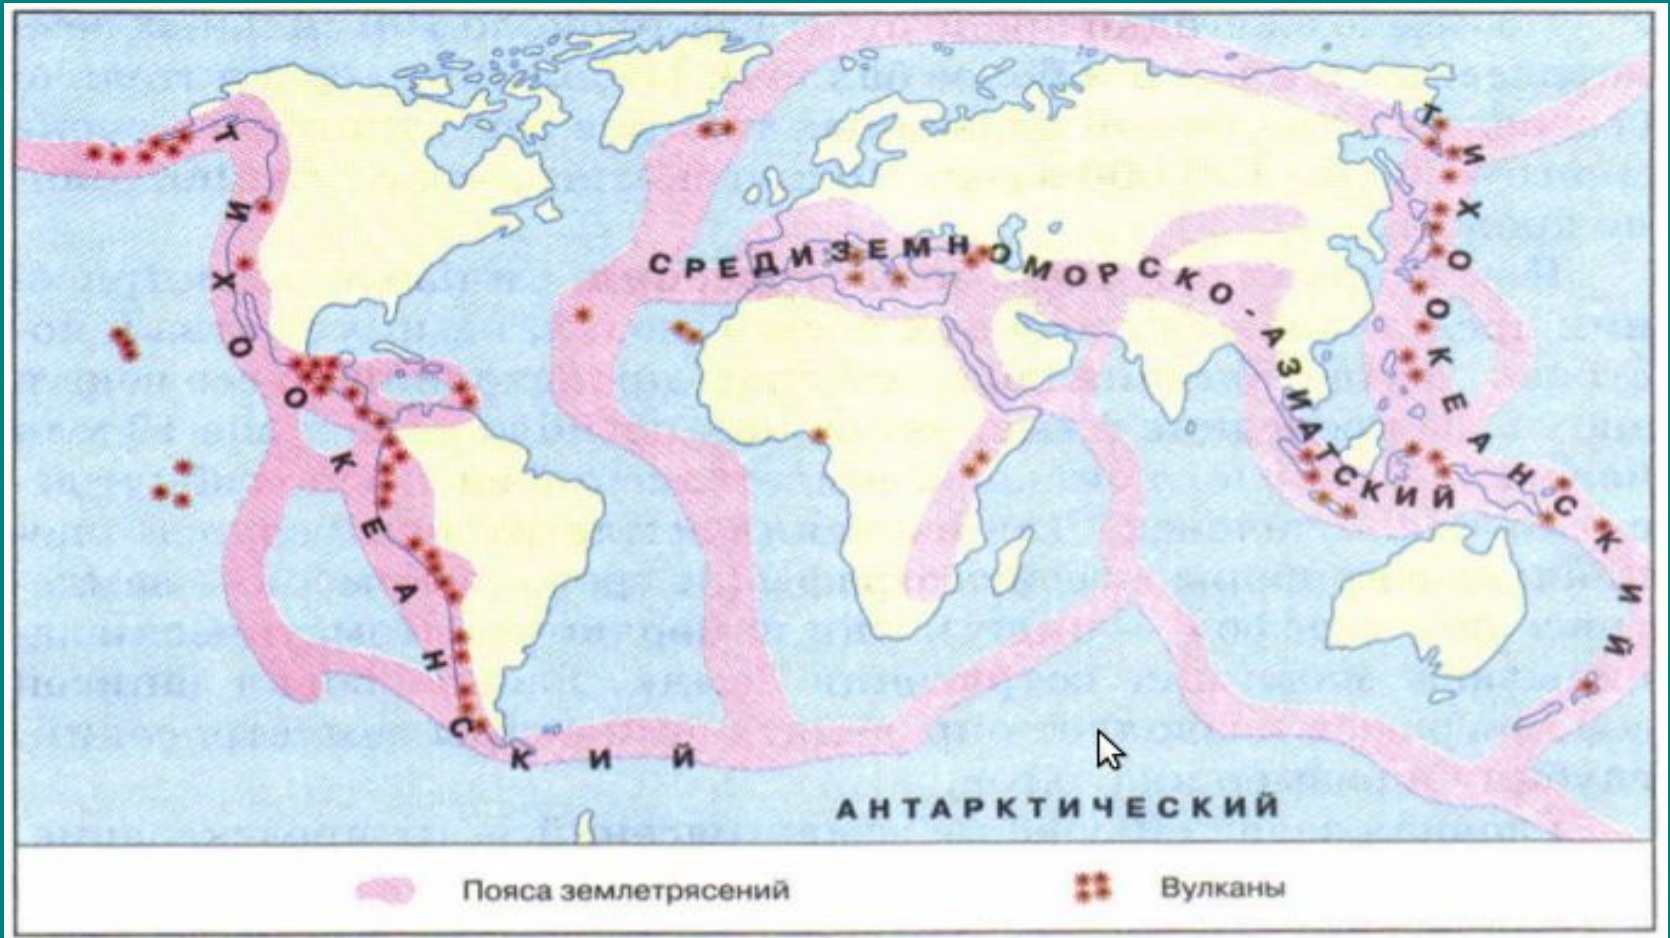 ТИХООКЕАНСКИЙ
СРЕДИЗЕМНОМОРСКО-АЗИАТСКИЙ
ТИХООКЕАНСКИЙ
АНТАРКТИЧЕСКИЙ
Пояса землетрясений
Вулканы